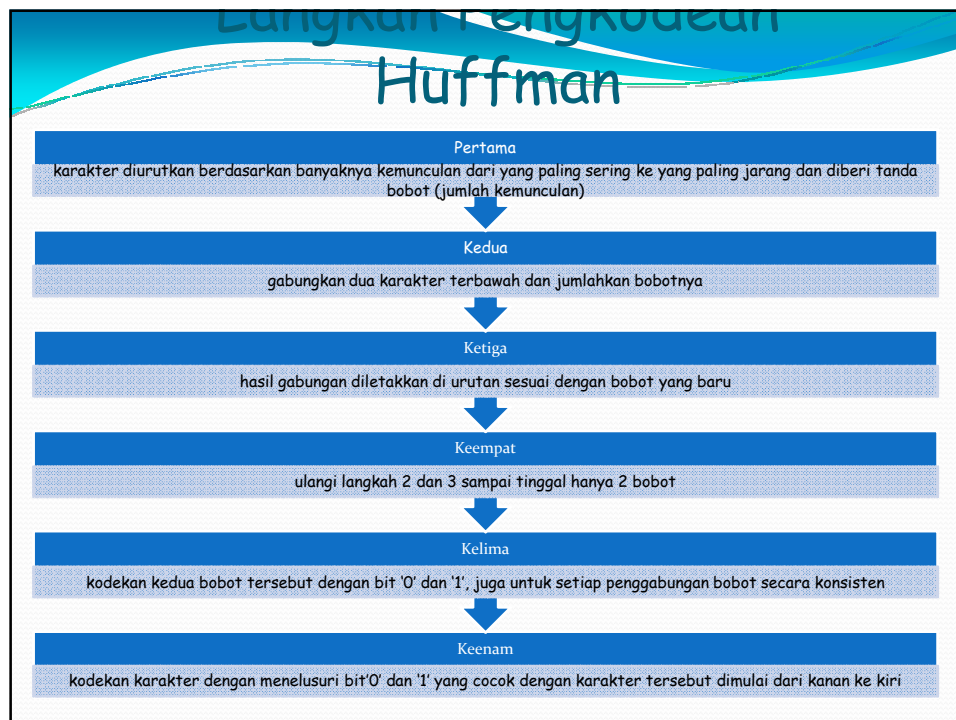 Langkah Pengkodean
Huffman
Pertama
karakter diurutkan berdasarkan banyaknya kemunculan dari yang paling sering ke yang paling jarang dan diberi tanda
bobot (jumlah kemunculan)
Kedua
gabungkan dua karakter terbawah dan jumlahkan bobotnya
Ketiga
hasil gabungan diletakkan di urutan sesuai dengan bobot yang baru
Keempat
ulangi langkah 2 dan 3 sampai tinggal hanya 2 bobot
Kelima
kodekan kedua bobot tersebut dengan bit ‘0’ dan ‘1’, juga untuk setiap penggabungan bobot secara konsisten
Keenam
kodekan karakter dengan menelusuri bit’0’ dan ‘1’ yang cocok dengan karakter tersebut dimulai dari kanan ke kiri